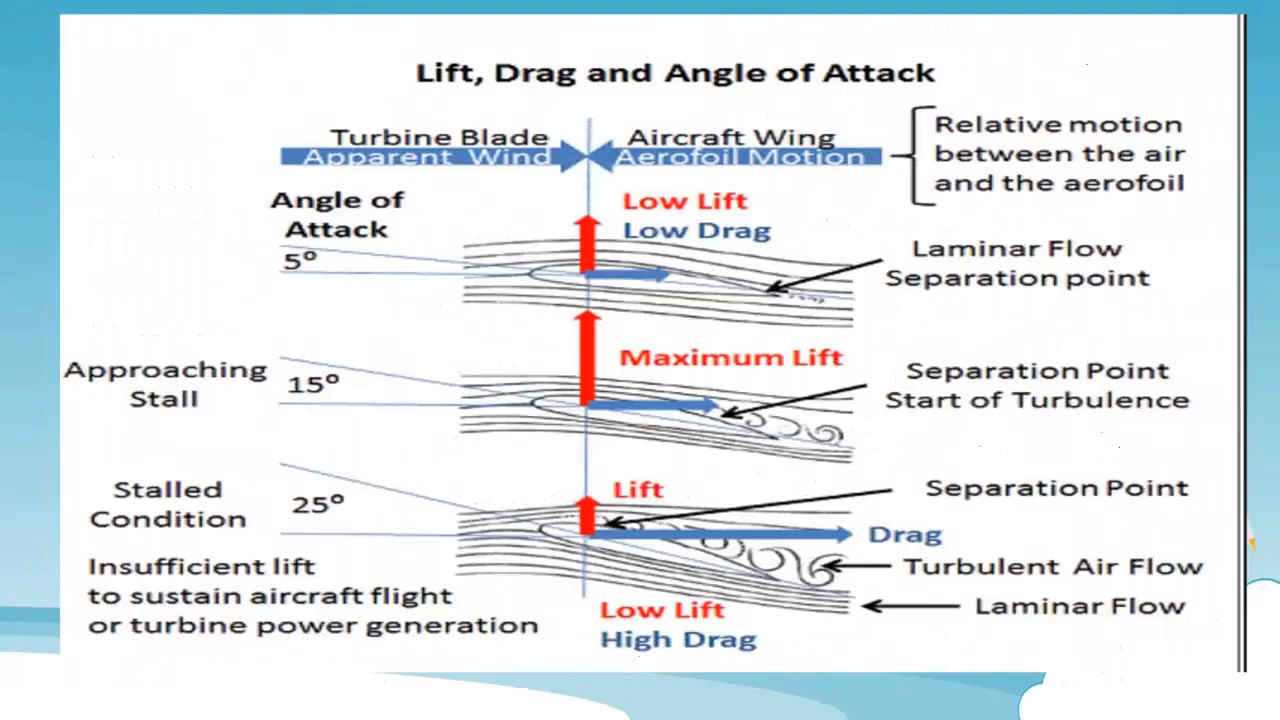 Lift, Drag and Angle of Attack
Turbine Blade
Aircraft Wing
Apparent Wind
Aerofoil Motion
Relative motion
between the air
and the aerofoil
Angle of
Attack
Low Lift
Low Drag
5º
Laminar Flow
Separation point
Approaching
Stall
15º
Maximum Lift
Separation Point
Start of Turbulence
Stalled
Condition
25º
Lift
Separation Point
Drag
Turbulent Air Flow
Laminar Flow
Insufficient lift
to sustain aircraft flight
or turbine power generation
Low Lift
High Drag